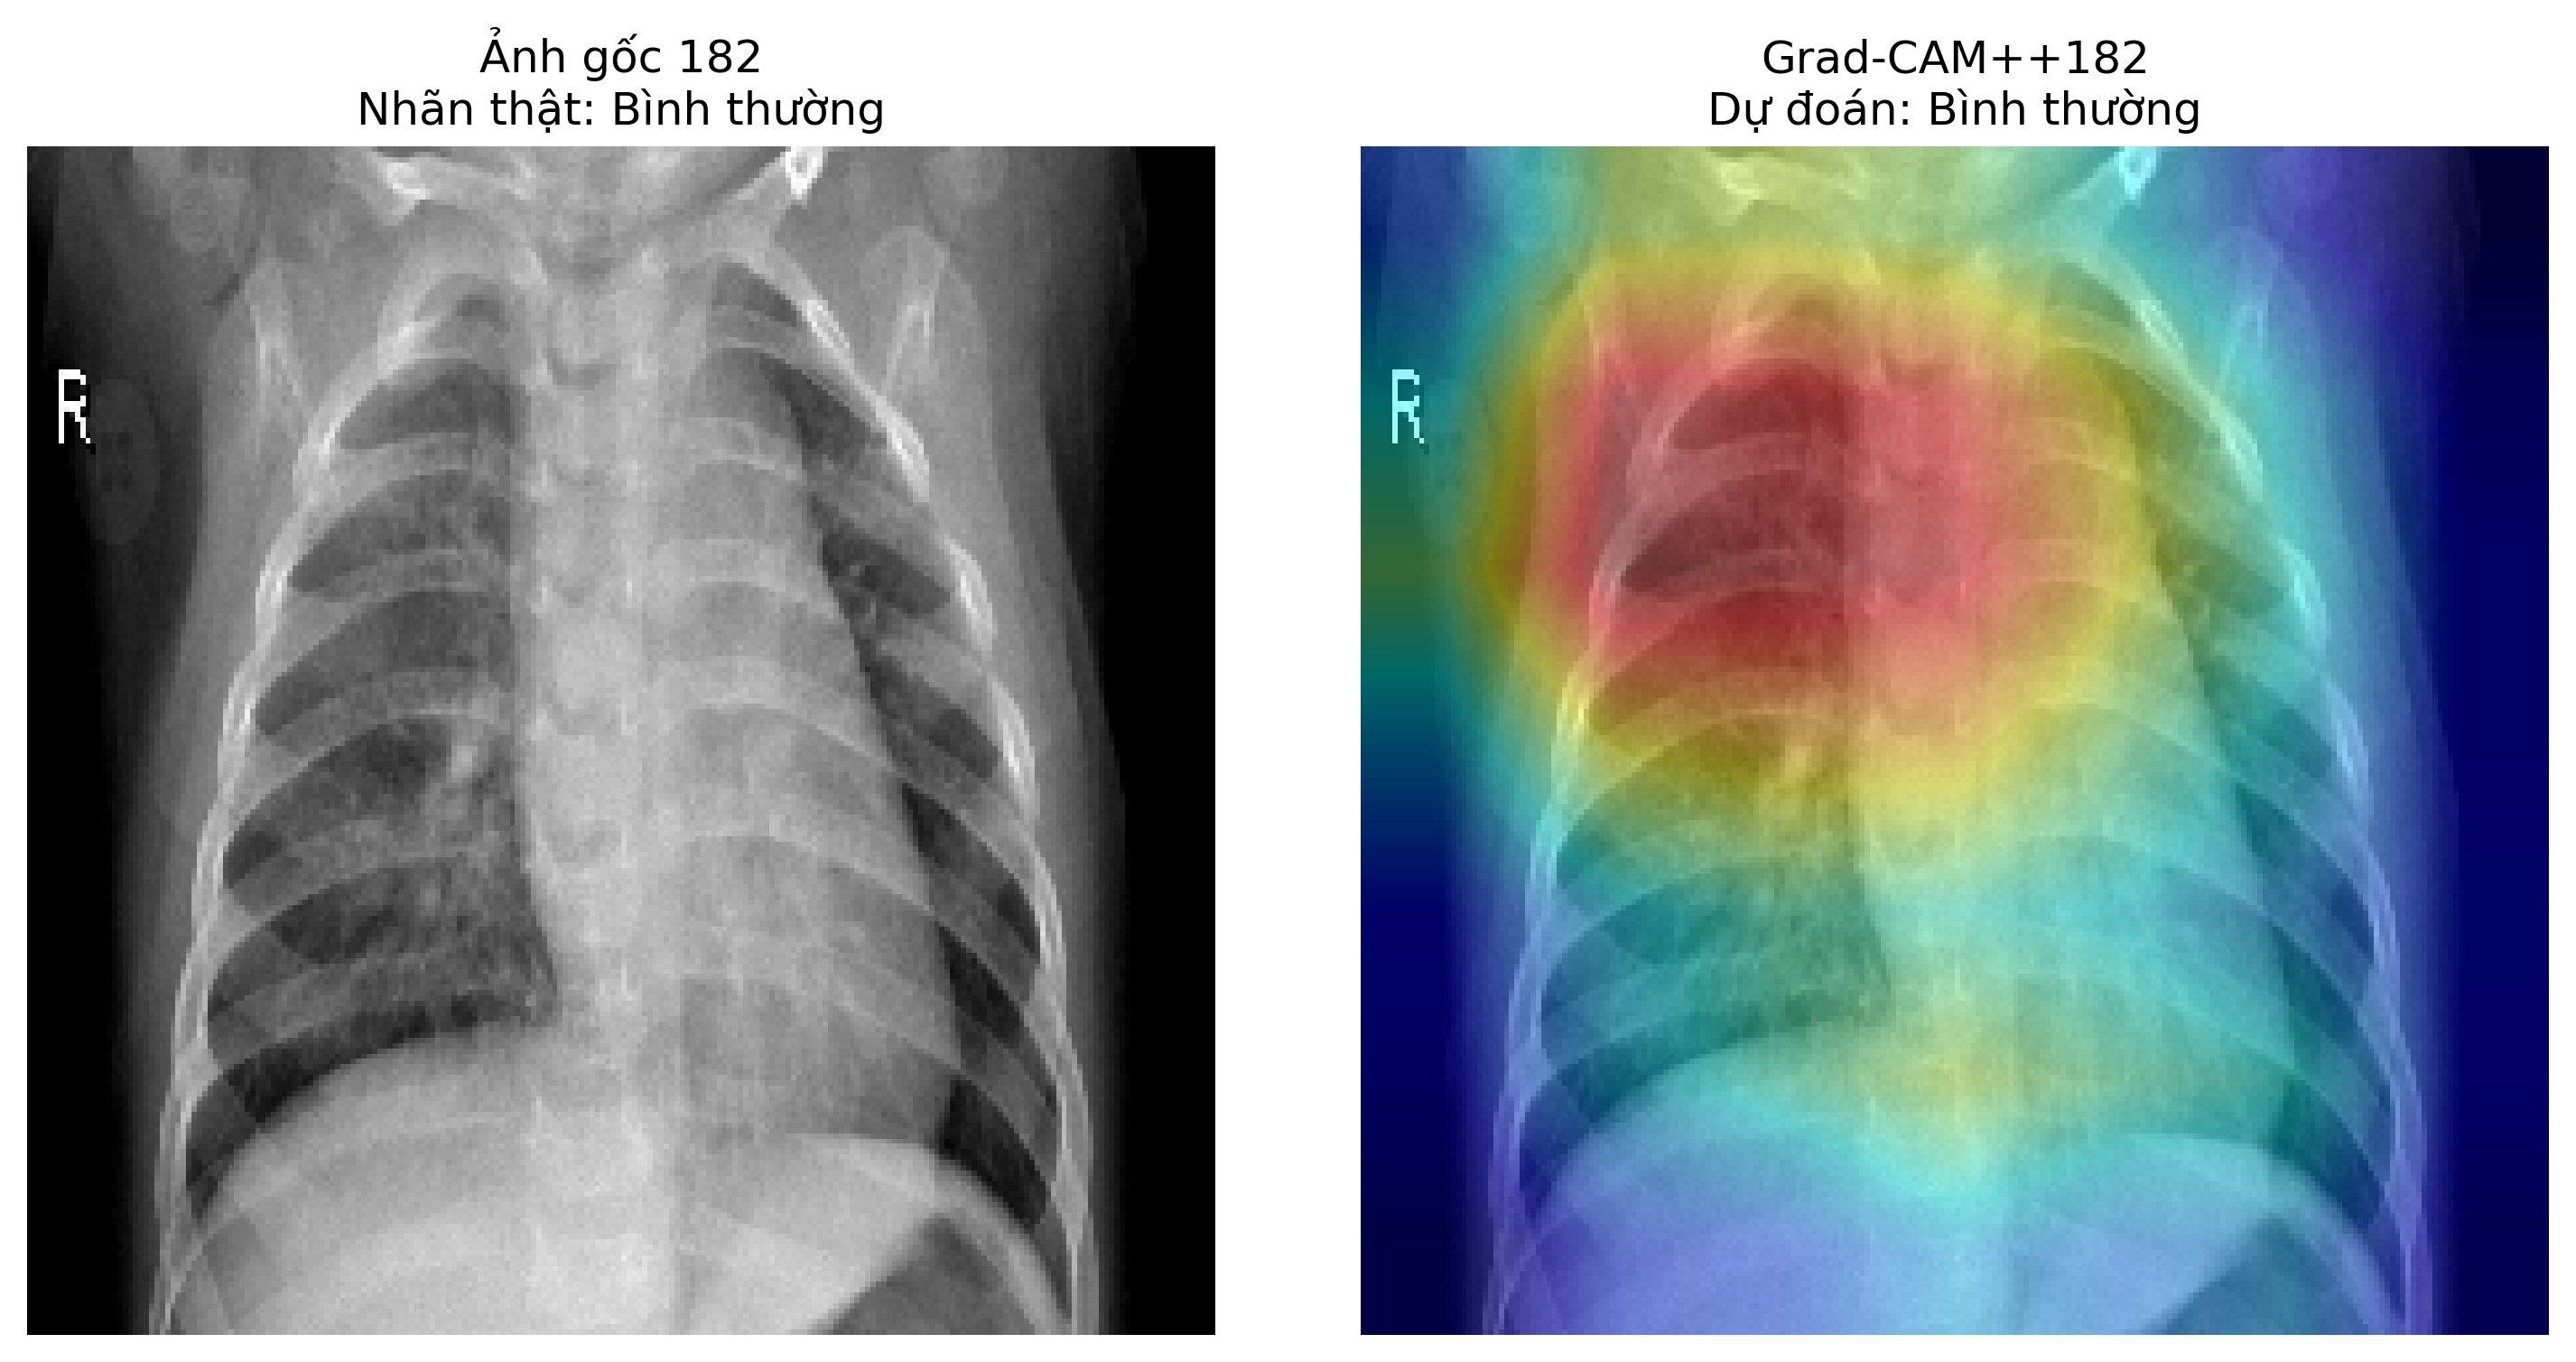 Ảnh gốc 182
Nhãn thật: Bình thường
Grad-CAM++182
Dự đoán: Bình thường
R
R